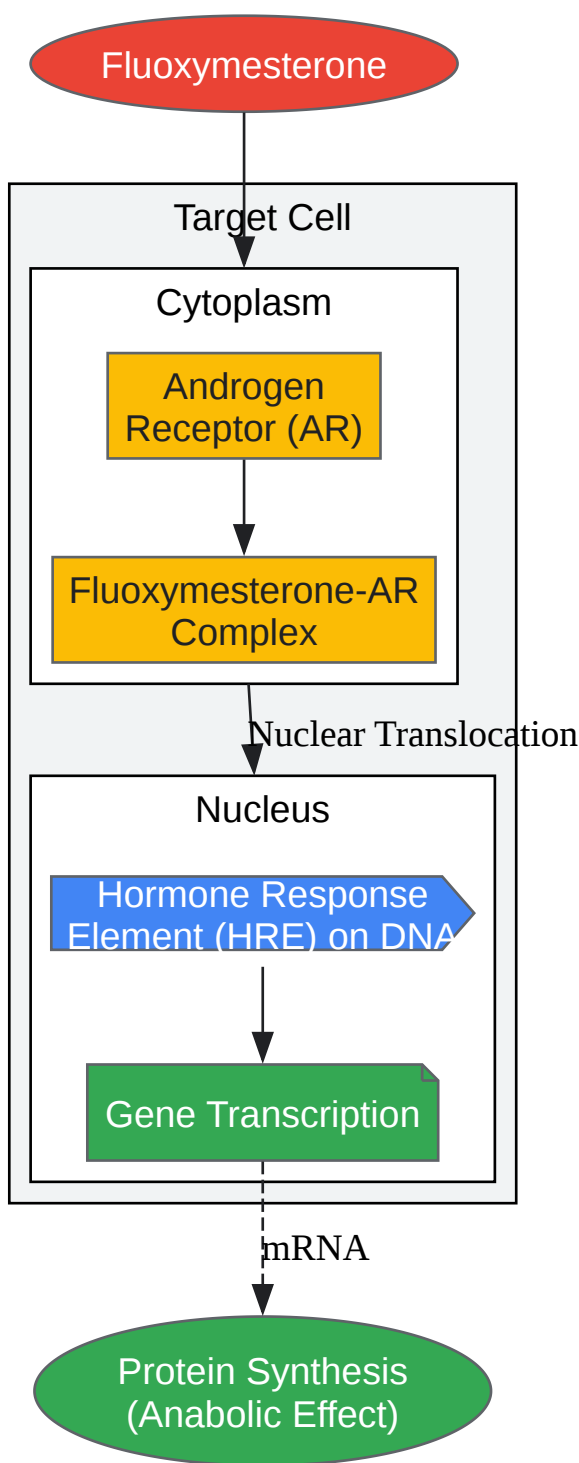 Fluoxymesterone
Target Cell
Cytoplasm
Androgen
Receptor (AR)
Fluoxymesterone-AR
Complex
Nuclear Translocation
Nucleus
Hormone Response
Element (HRE) on DNA
Gene Transcription
mRNA
Protein Synthesis
(Anabolic Effect)